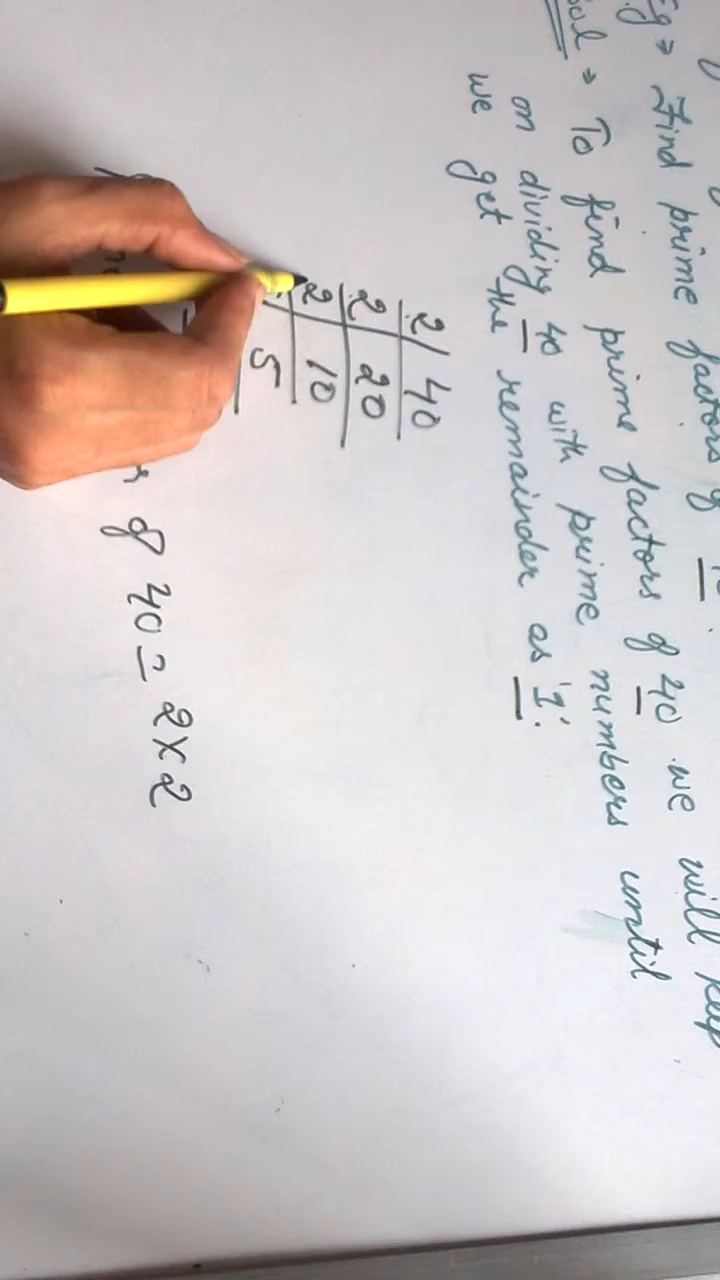 Eg → Find prime factors of
Sol → To find prime factors of 40 we will keep
on dividing 40 with prime numbers until
we get the remainder as '1'.
2 | 40
2 | 20
2 | 10
5
of 40 = 2 × 2